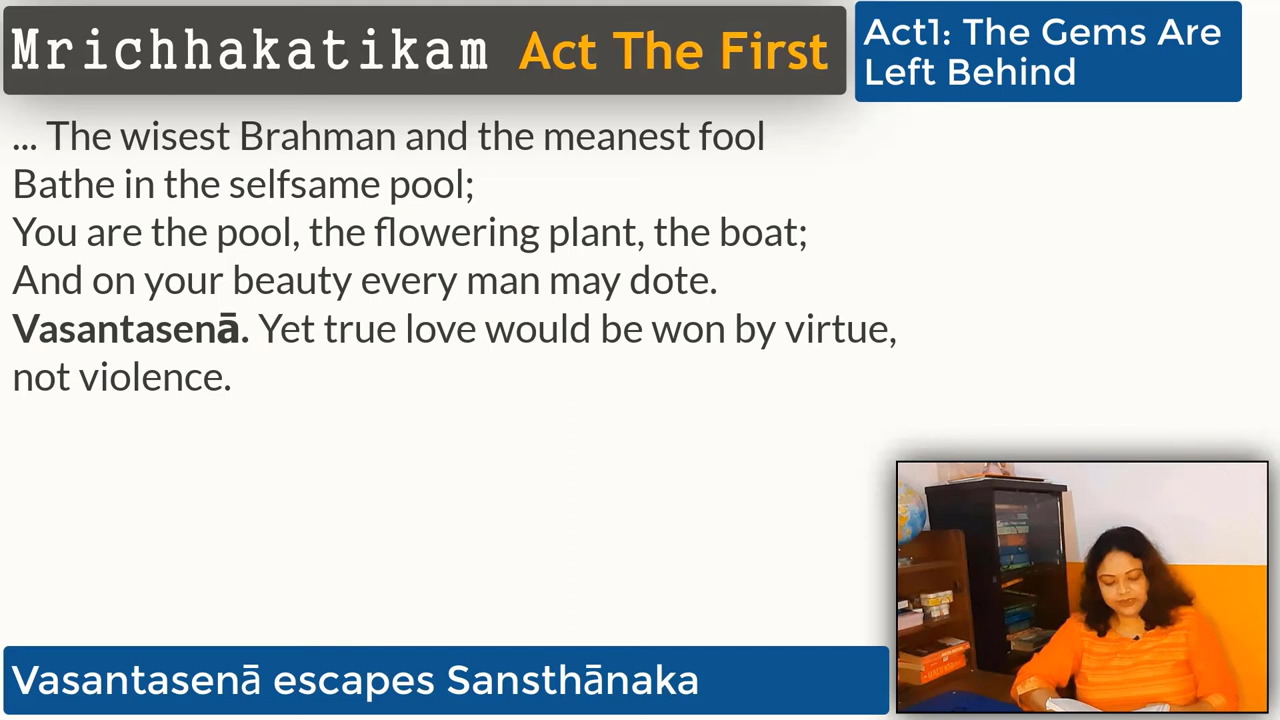 Mrichhakatikam Act The First
Act1: The Gems Are
Left Behind
... The wisest Brahman and the meanest fool
Bathe in the selfsame pool;
You are the pool, the flowering plant, the boat;
And on your beauty every man may dote.
Vasantasenā. Yet true love would be won by virtue,
not violence.
Vasantasenā escapes Sansthānaka